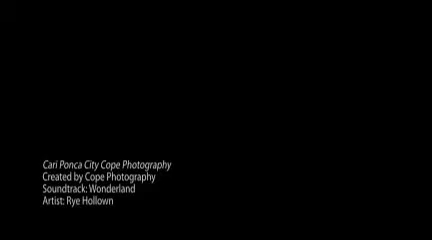 Cari Ponca City Cope Photography
Created by Cope Photography
Soundtrack: Wonderland
Artist: Rye Hollown